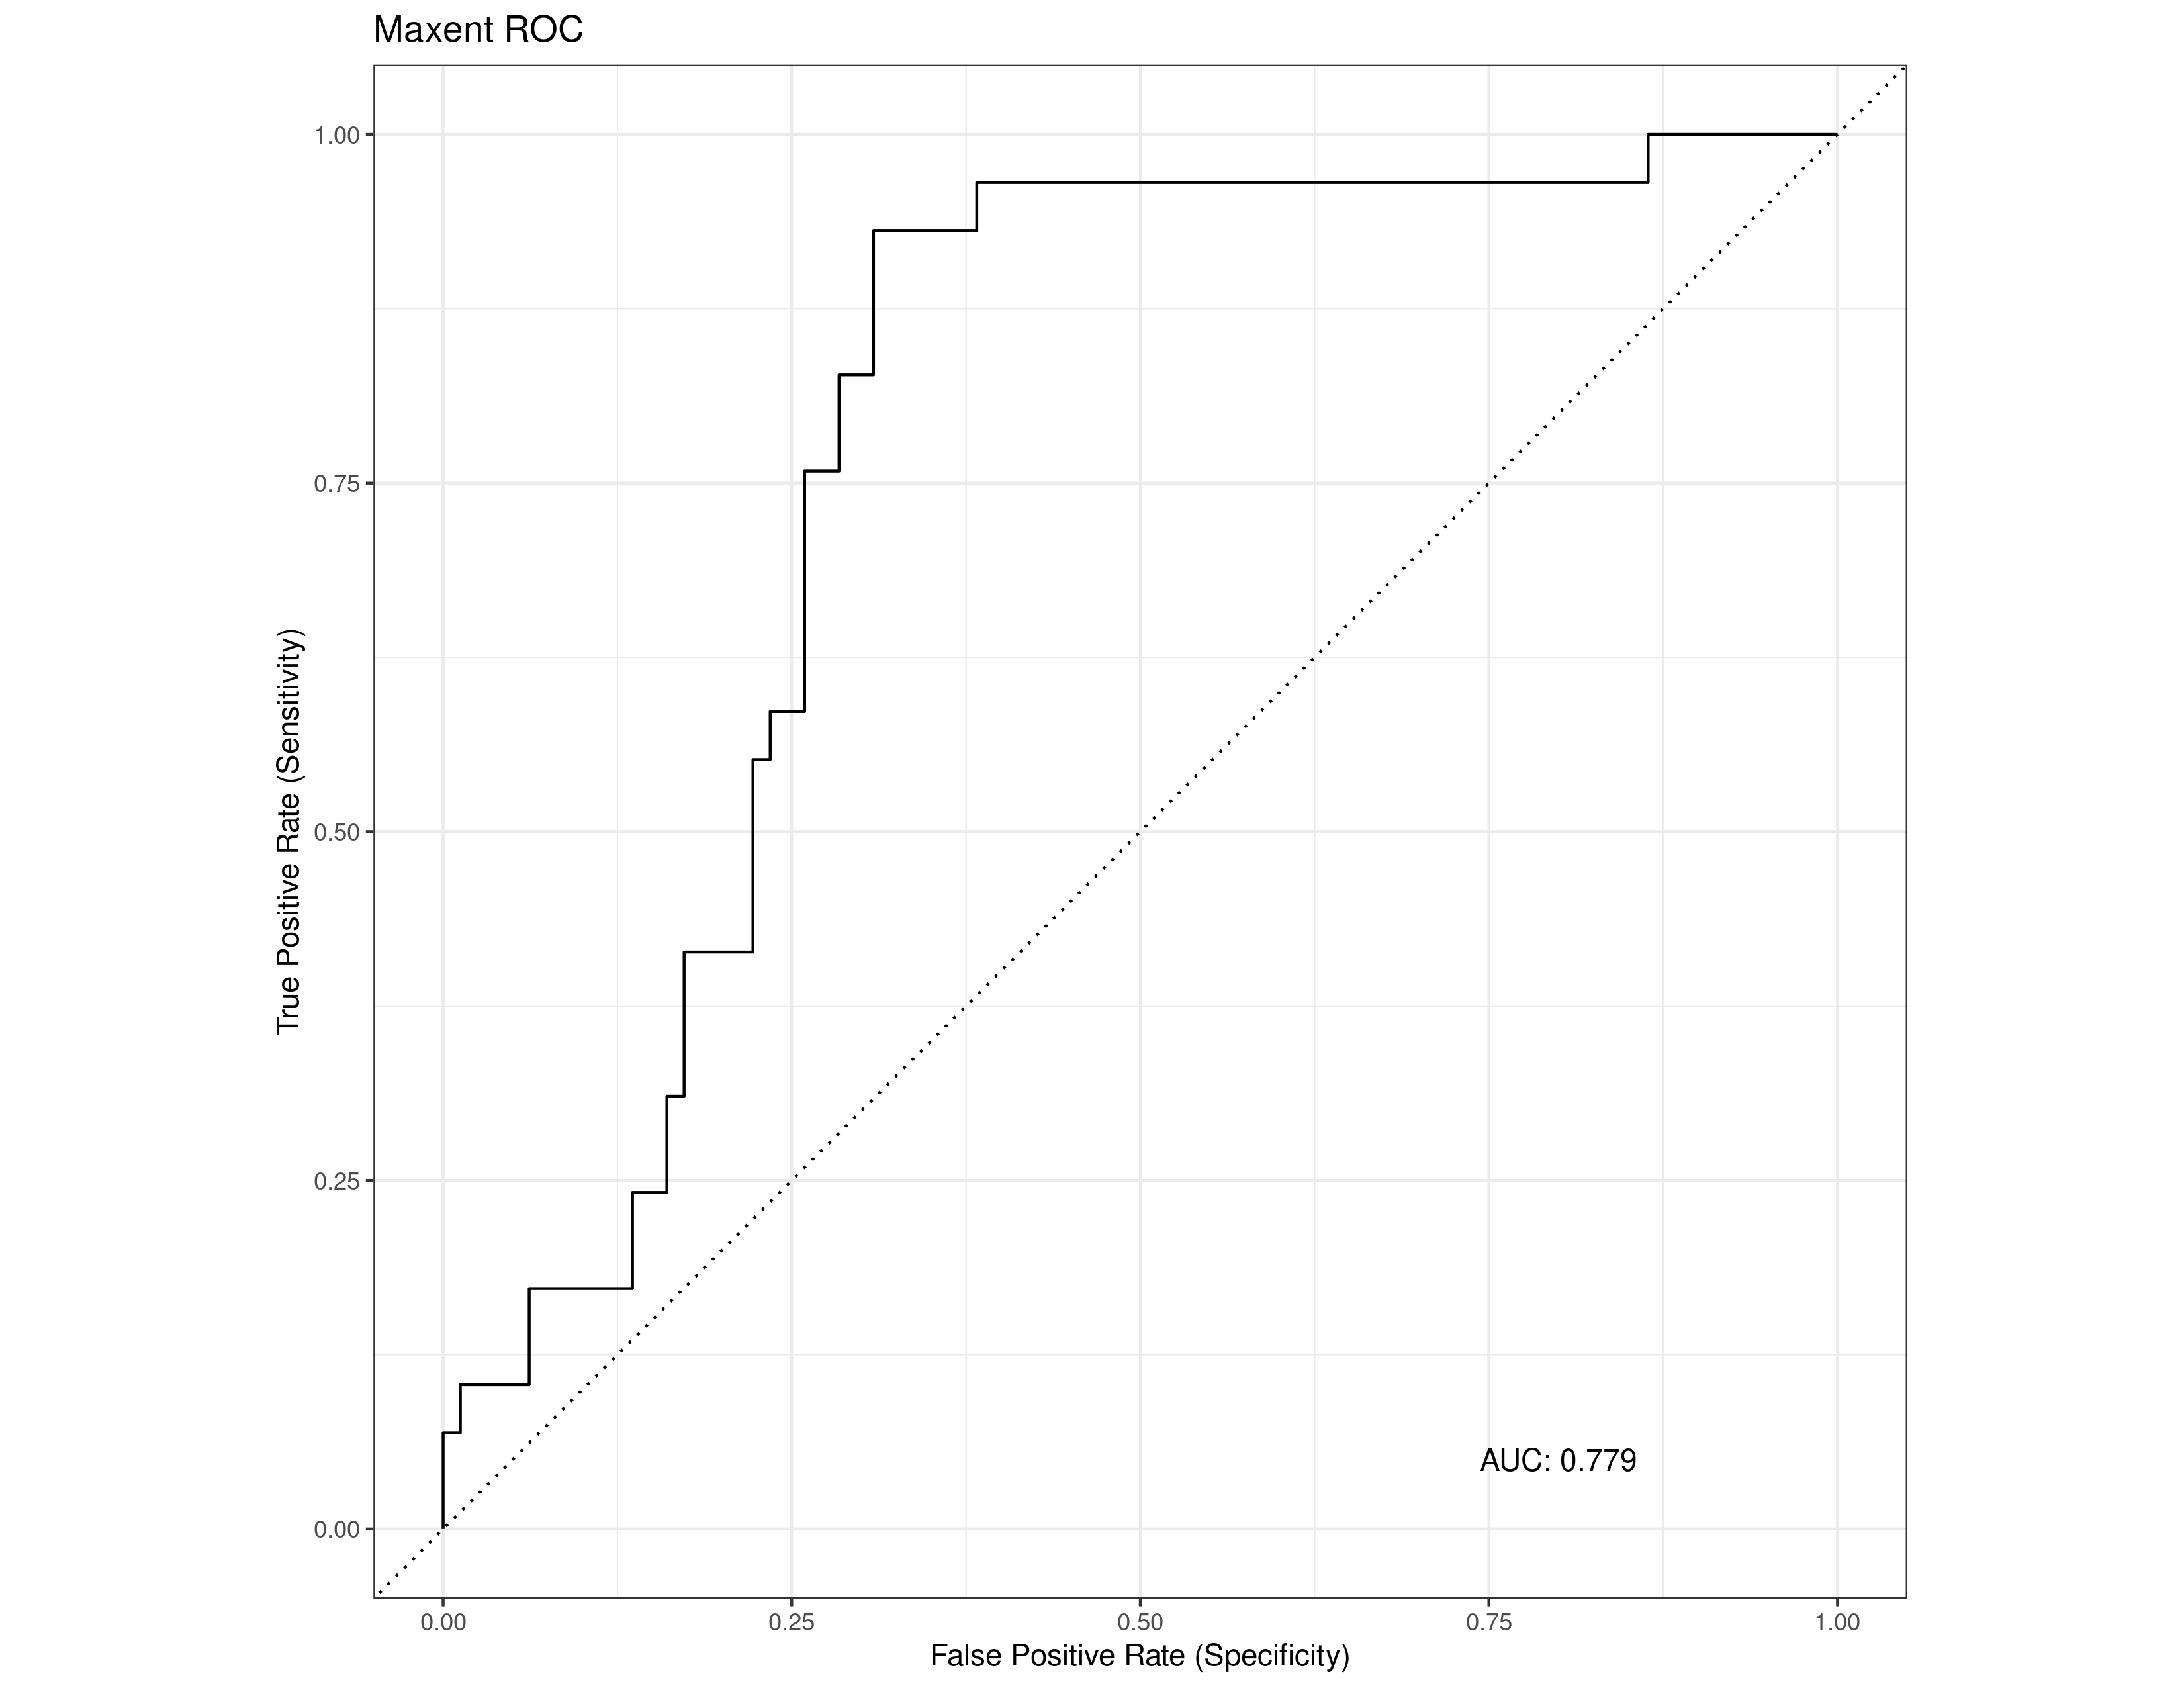 Maxent ROC
True Positive Rate (Sensitivity)
1.00
0.75
0.50
0.25
0.00
AUC: 0.779
0.00 0.25 0.50 0.75 1.00
False Positive Rate (Specificity)